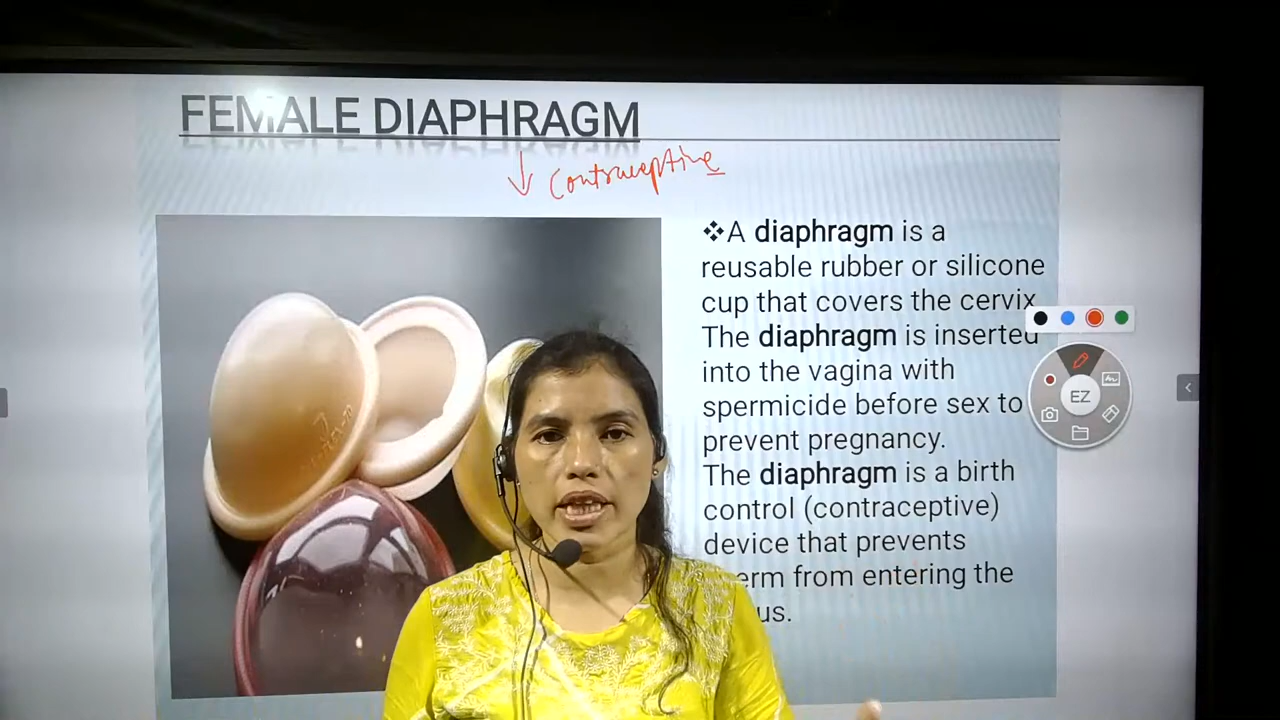 FEMALE DIAPHRAGM
Contraceptive
❖A diaphragm is a
reusable rubber or silicone
cup that covers the cervix.
The diaphragm is inserted
into the vagina with
spermicide before sex to
prevent pregnancy.
The diaphragm is a birth
control (contraceptive)
device that prevents
erm from entering the
us.
EZ